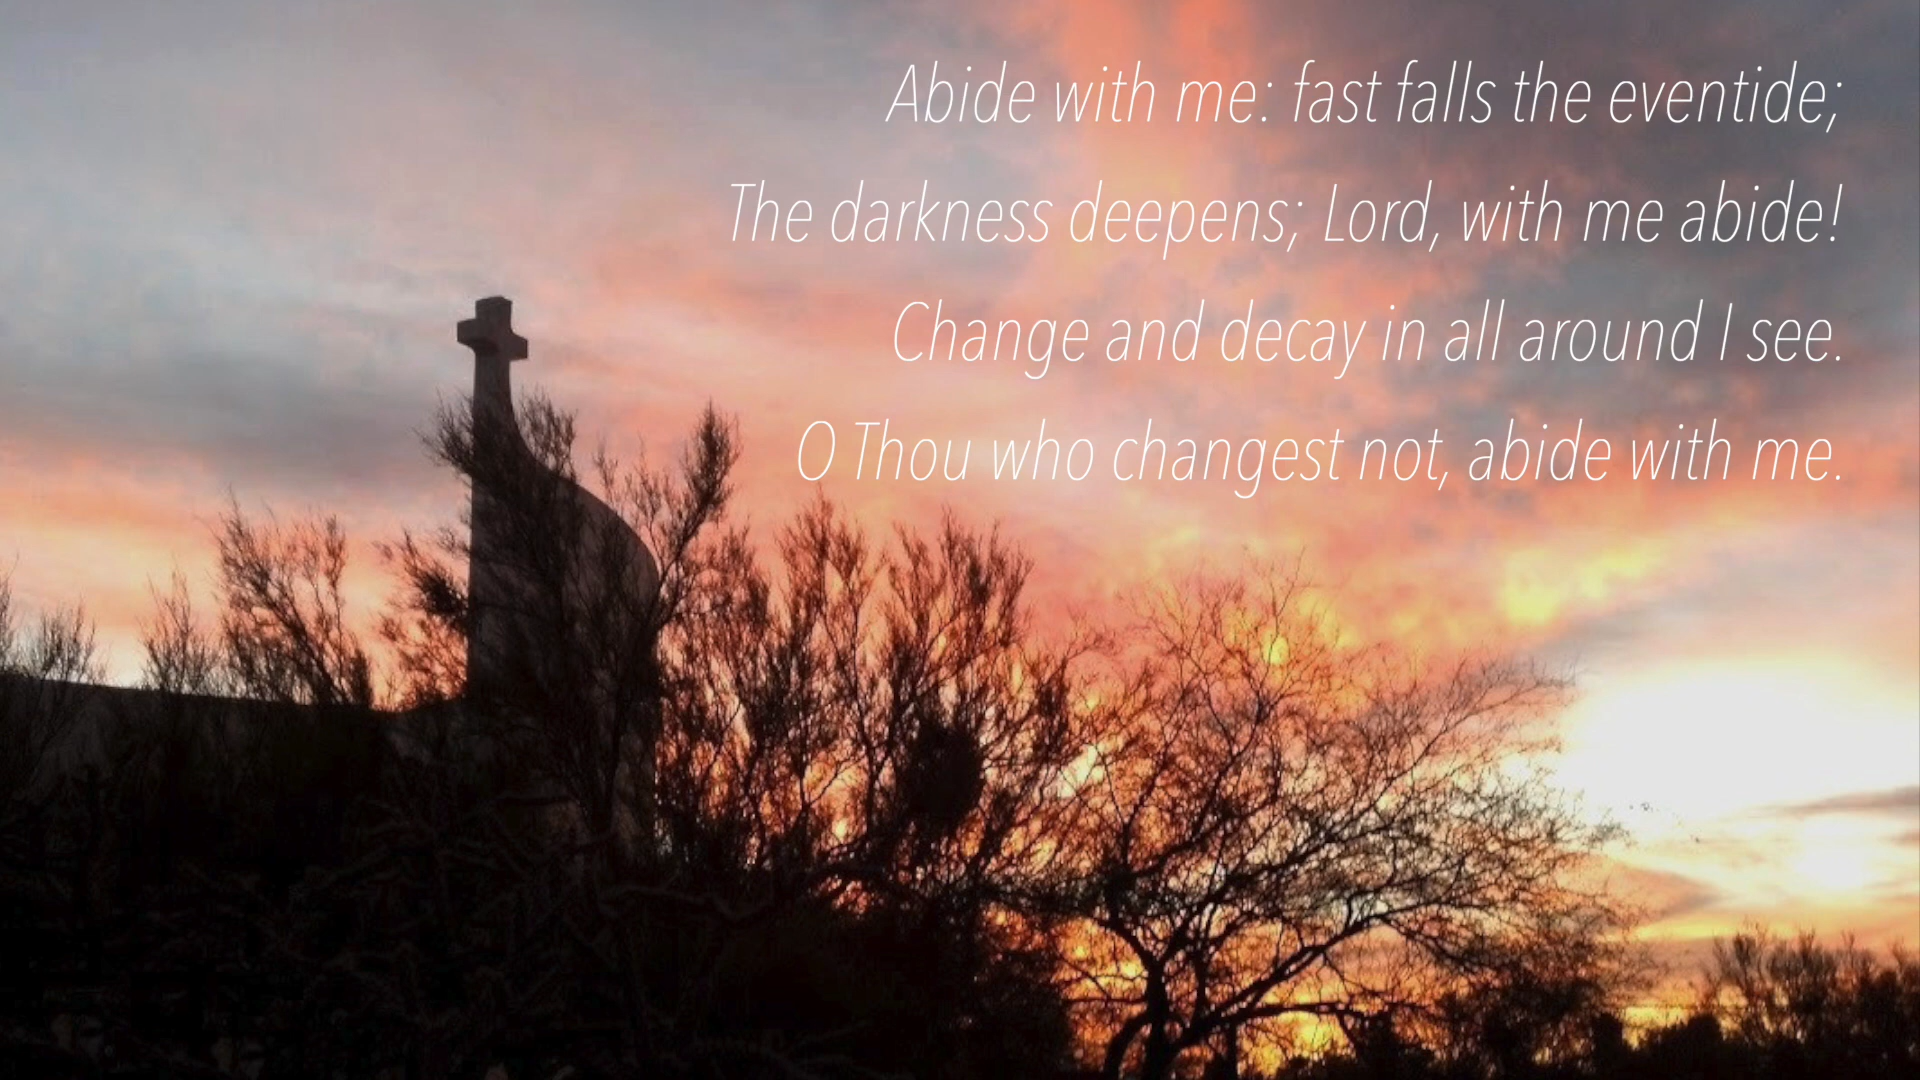 Abide with me: fast falls the eventide;
The darkness deepens; Lord, with me abide!
Change and decay in all around I see.
O Thou who changest not, abide with me.